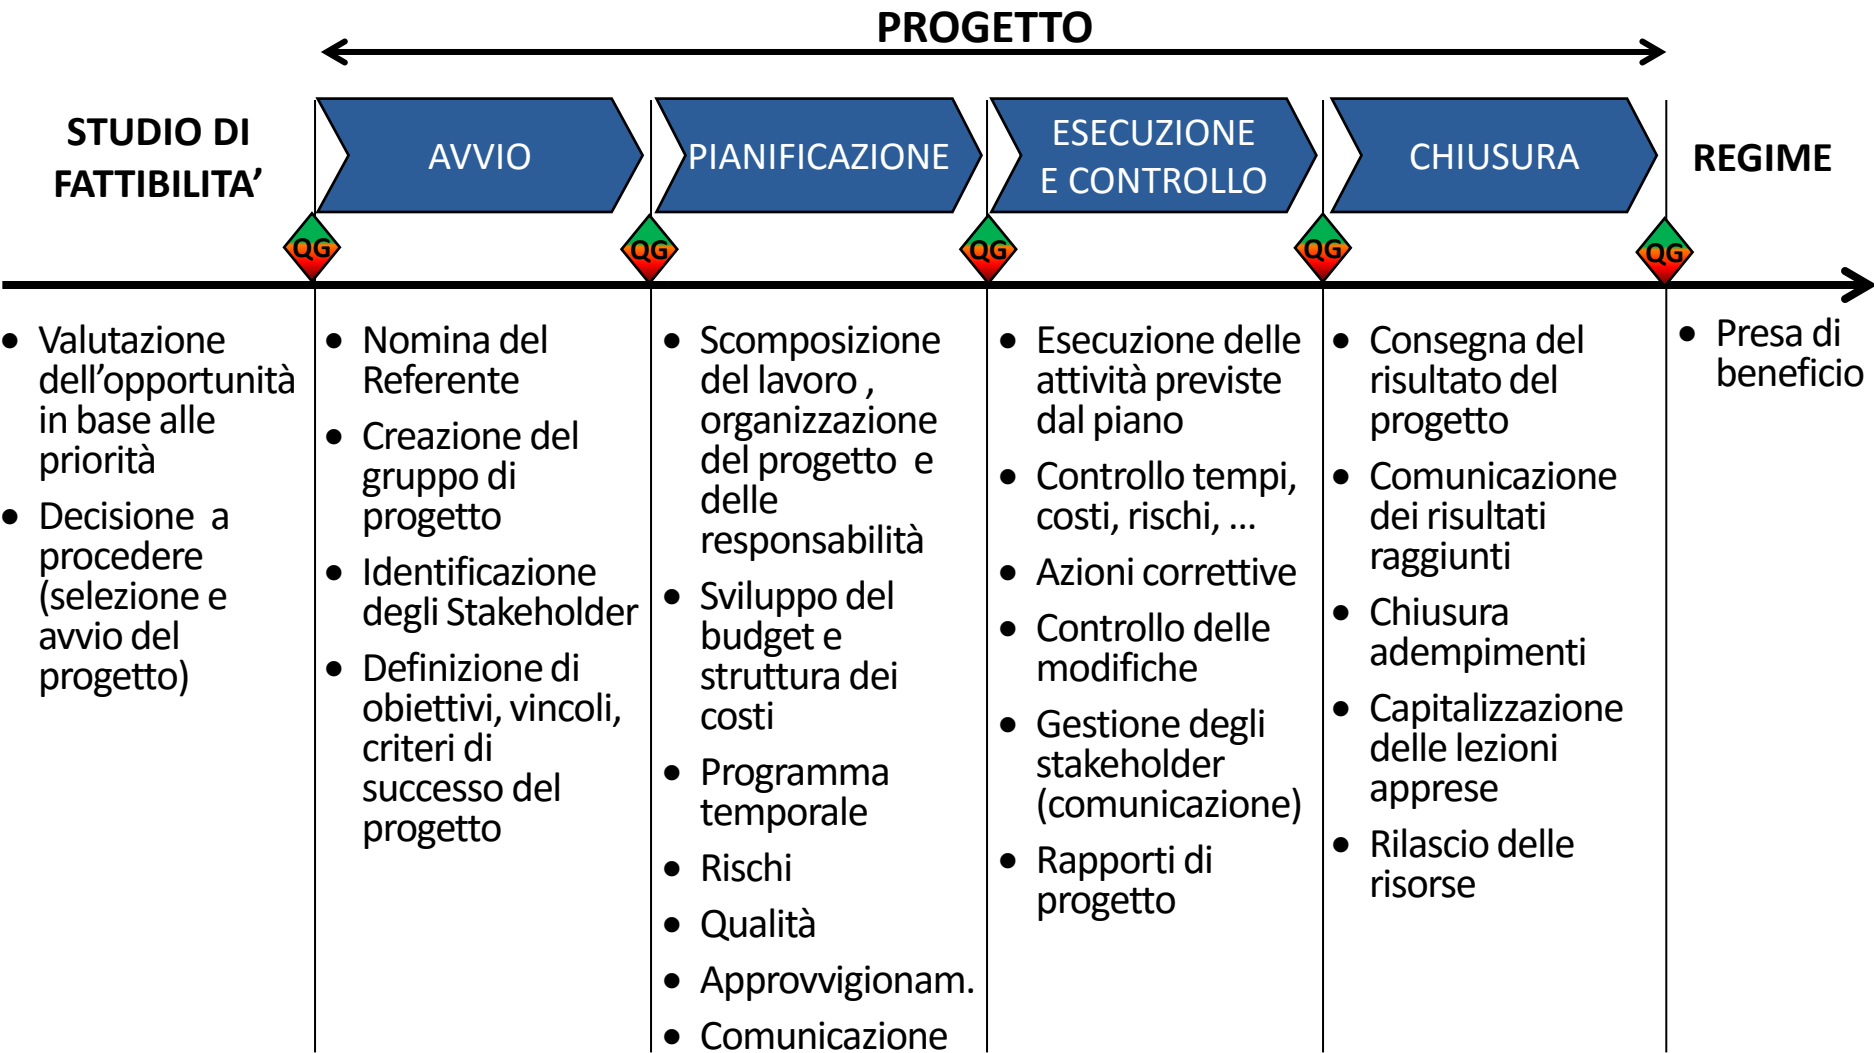 PROGETTO
STUDIO DI
FATTIBILITA’
AVVIO
PIANIFICAZIONE
ESECUZIONE
E CONTROLLO
CHIUSURA
REGIME
QG
QG
QG
QG
QG
• Valutazione
dell’opportunità
in base alle
priorità
• Decisione a
procedere
(selezione e
avvio del
progetto)
• Nomina del
Referente
• Creazione del
gruppo di
progetto
• Identificazione
degli Stakeholder
• Definizione di
obiettivi, vincoli,
criteri di
successo del
progetto
• Scomposizione
del lavoro ,
organizzazione
del progetto e
delle
responsabilità
• Sviluppo del
budget e
struttura dei
costi
• Programma
temporale
• Rischi
• Qualità
• Approvvigionam.
• Comunicazione
• Esecuzione delle
attività previste
dal piano
• Controllo tempi,
costi, rischi, …
• Azioni correttive
• Controllo delle
modifiche
• Gestione degli
stakeholder
(comunicazione)
• Rapporti di
progetto
• Consegna del
risultato del
progetto
• Comunicazione
dei risultati
raggiunti
• Chiusura
adempimenti
• Capitalizzazione
delle lezioni
apprese
• Rilascio delle
risorse
• Presa di
beneficio